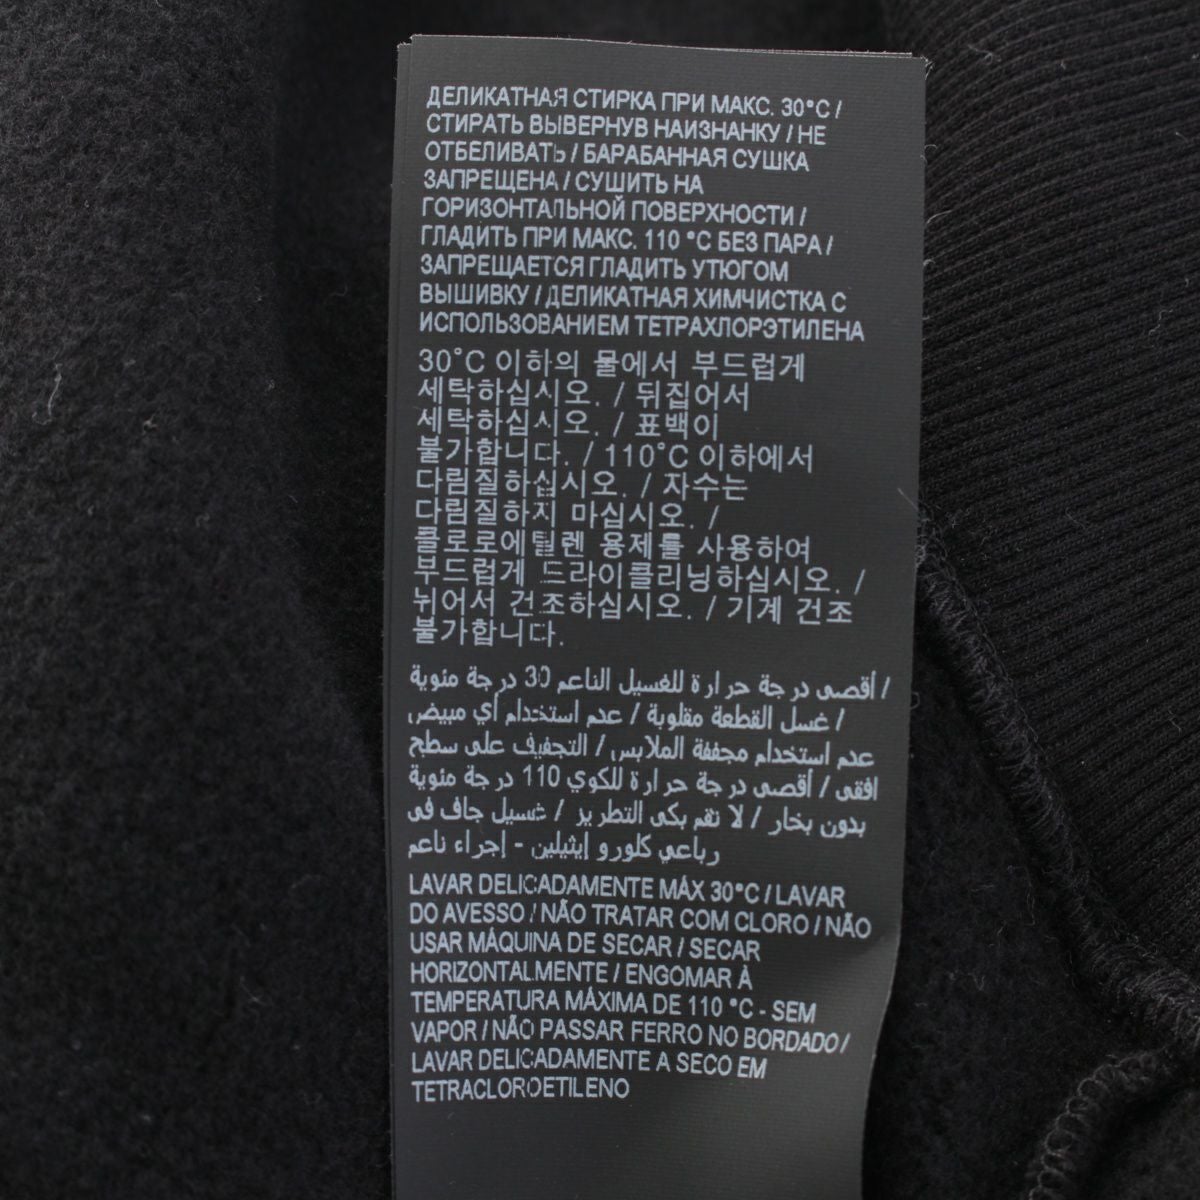 ДЕЛИКАТНАЯ СТИРКА ПРИ МАКС. 30°C /
СТИРАТЬ ВЫВЕРНУВ НАИЗНАНКУ / НЕ
ОТБЕЛИВАТЬ / БАРАБАННАЯ СУШКА
ЗАПРЕЩЕНА / СУШИТЬ НА
ГОРИЗОНТАЛЬНОЙ ПОВЕРХНОСТИ /
ГЛАДИТЬ ПРИ МАКС. 110 °C БЕЗ ПАРА /
ЗАПРЕЩАЕТСЯ ГЛАДИТЬ УТЮГОМ
ВЫШИВКУ / ДЕЛИКАТНАЯ ХИМЧИСТКА С
ИСПОЛЬЗОВАНИЕМ ТЕТРАХЛОРЭТИЛЕНА
30°C 이하의 물에서 부드럽게
세탁하십시오. / 뒤집어서
세탁하십시오. / 표백이
불가합니다. / 110°C 이하에서
다림질하십시오. / 자수는
다림질하지 마십시오. /
클로로에틸렌 용제를 사용하여
부드럽게 드라이클리닝하십시오. /
뉘어서 건조하십시오. / 기계 건조
불가합니다.
أقصى درجة حرارة للغسيل الناعم 30 درجة مئوية /
غسل القطعة مقلوبة / عدم استخدام أي مبيض /
عدم استخدام مجففة الملابس / التجفيف على سطح
افقى / أقصى درجة حرارة للكوي 110 درجة مئوية
بدون بخار / لا تقم بكى التطريز / غسيل جاف فى
رباعي كلورو إيثيلين - إجراء ناعم
LAVAR DELICADAMENTE MÁX 30°C / LAVAR
DO AVESSO / NÃO TRATAR COM CLORO / NÃO
USAR MÁQUINA DE SECAR / SECAR
HORIZONTALMENTE / ENGOMAR À
TEMPERATURA MÁXIMA DE 110 °C - SEM
VAPOR / NÃO PASSAR FERRO NO BORDADO /
LAVAR DELICADAMENTE A SECO EM
TETRACLOROETILENO